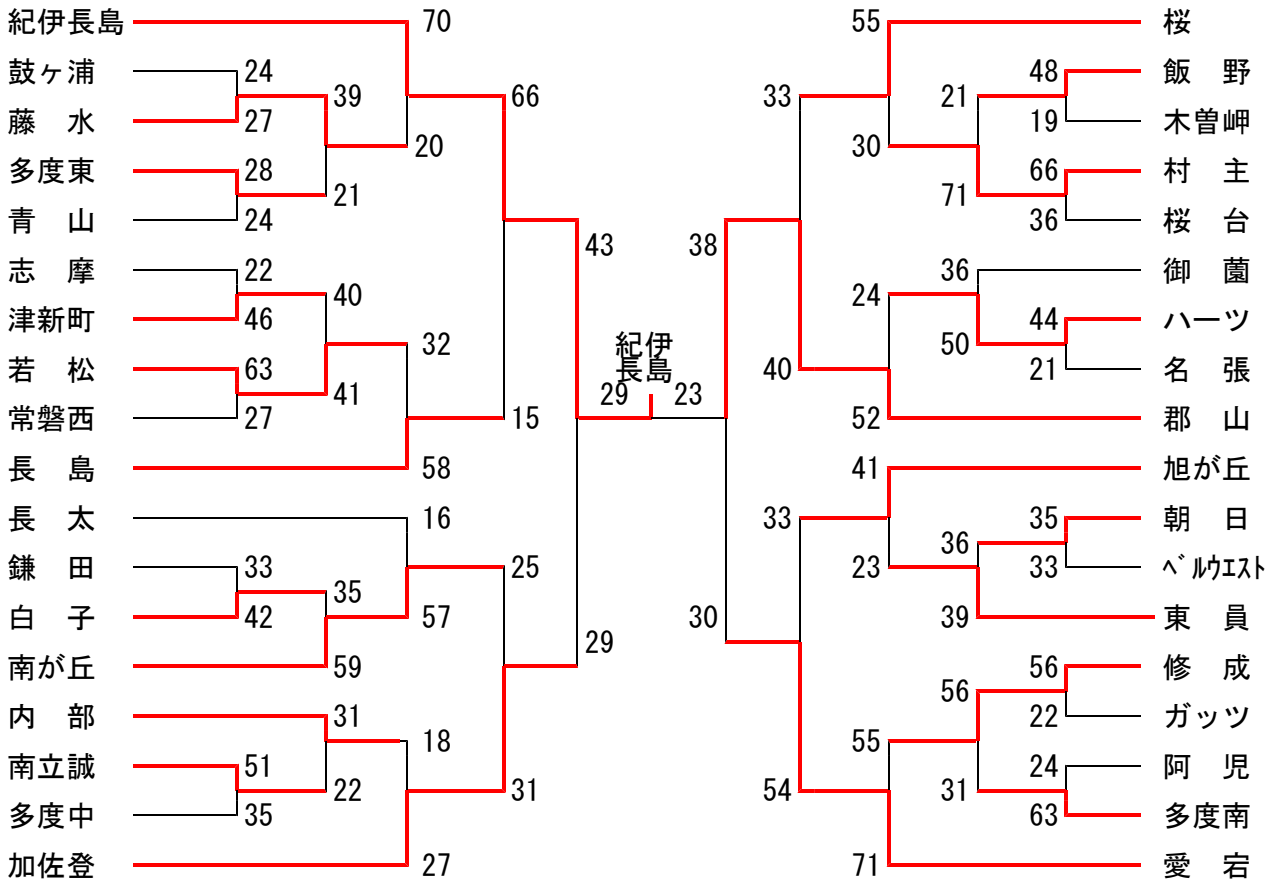 紀伊長島 70 55 桜
鼓ヶ浦 24 48 飯 野
39 66 33 21
藤 水 27 19 木曽岬
20 30
多度東 28 66 村 主
21 71
青 山 24 36 桜 台
43 38
志 摩 22 36 御 薗
40 24
津新町 46 44 ハーツ
32 紀伊 50
長島
若 松 63 40 21 名 張
41 29 23
常磐西 27 15 52 郡 山
長 島 58 41 旭が丘
長 太 16 33 35 朝 日
36
鎌 田 33 25 23 33 ベルウエスト
35
白 子 42 57 30 39 東 員
29
南が丘 59 56 修 成
56
内 部 31 22 ガッツ
18 55
南立誠 51 24 阿 児
22 31 54 31
多度中 35 63 多度南
加佐登 27 71 愛 宕